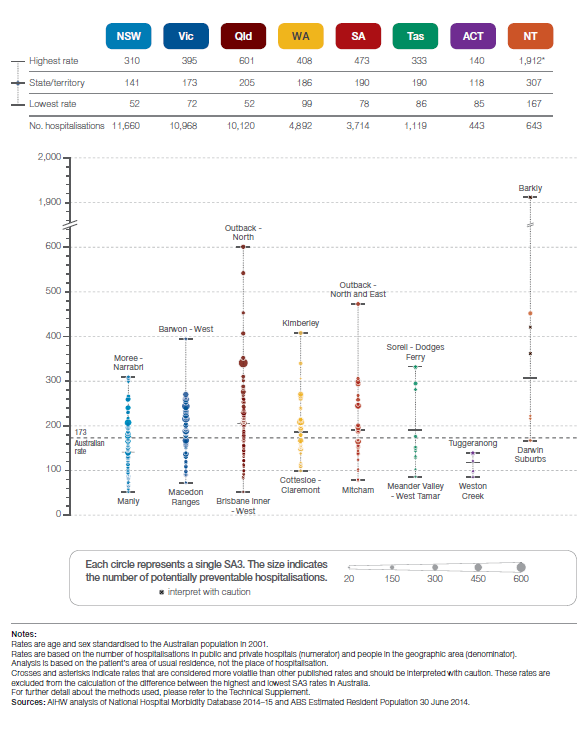 NSW Vic Qld WA SA Tas ACT NT
Highest rate 310 395 601 408 473 333 140 1,912*
State/territory 141 173 205 186 190 190 118 307
Lowest rate 52 72 52 99 78 86 85 167
No. hospitalisations 11,660 10,968 10,120 4,892 3,714 1,119 443 643
2,000
Barkly
1,900
Outback -
North
600
Outback -
North and East
500
Kimberley
Barwon - West
400
Sorell - Dodges
Ferry
Moree -
Narrabri
300
200
173
Australian
rate
Tuggeranong
Darwin
Suburbs
100
Cottesloe -
Claremont
Manly
Macedon
Ranges
Brisbane Inner
- West
Mitcham
Meander Valley
- West Tamar
Weston
Creek
0
Each circle represents a single SA3. The size indicates
the number of potentially preventable hospitalisations.
interpret with caution
20 150 300 450 600
Notes:
Rates are age and sex standardised to the Australian population in 2001.
Rates are based on the number of hospitalisations in public and private hospitals (numerator) and people in the geographic area (denominator).
Analysis is based on the patient's area of usual residence, not the place of hospitalisation.
Crosses and asterisks indicate rates that are considered more volatile than other published rates and should be interpreted with caution. These rates are
excluded from the calculation of the difference between the highest and lowest SA3 rates in Australia.
For further detail about the methods used, please refer to the Technical Supplement.
Sources: AIHW analysis of National Hospital Morbidity Database 2014–15 and ABS Estimated Resident Population 30 June 2014.